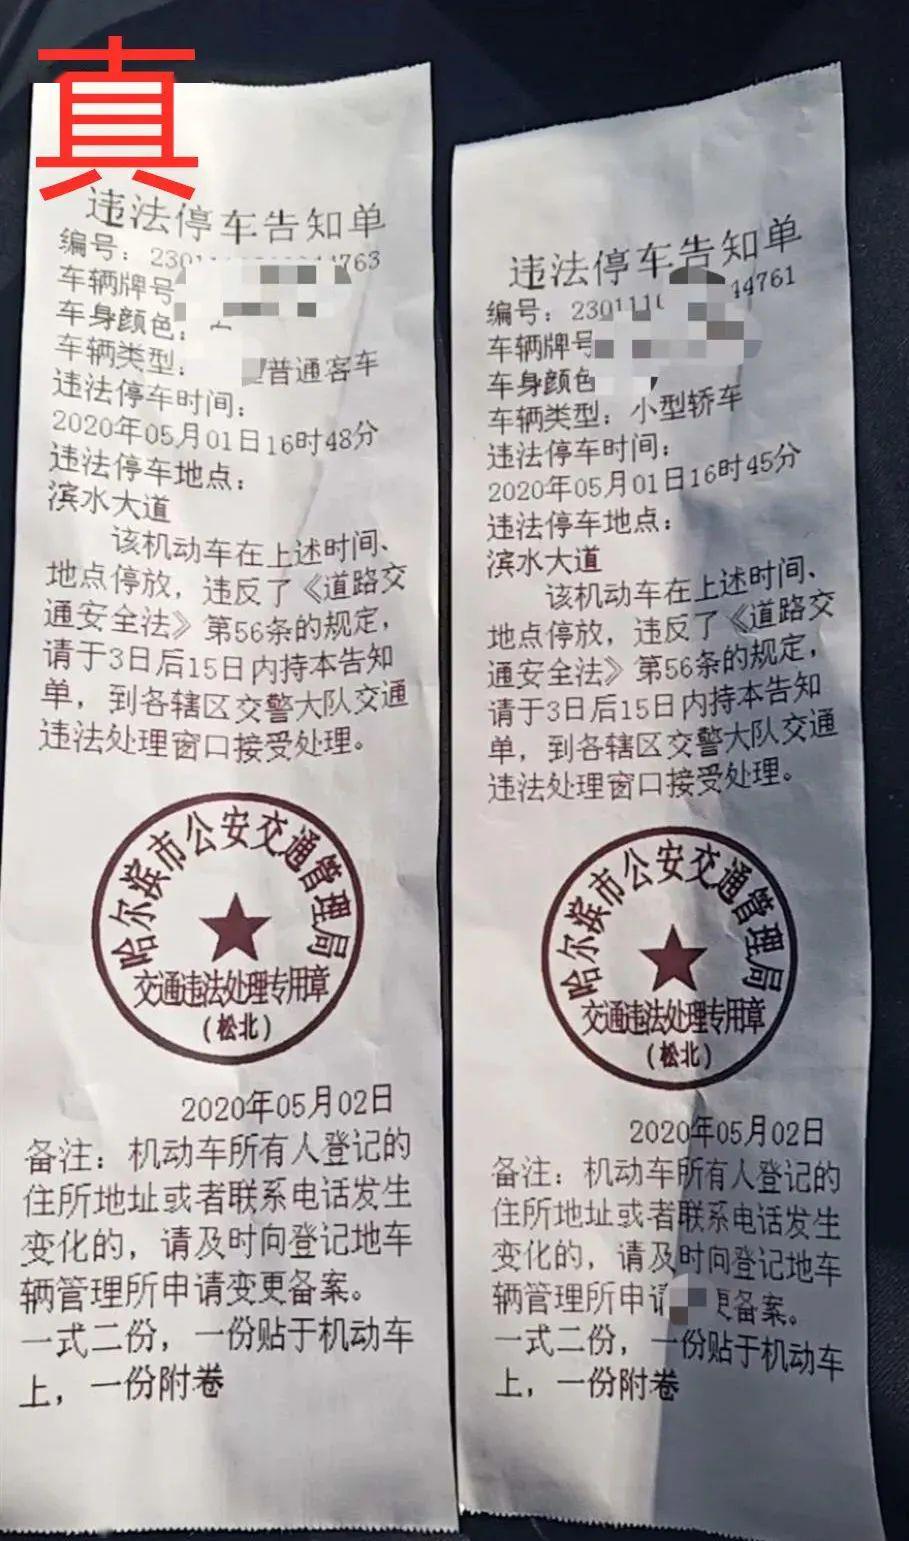 真
违法停车告知单
编号：230111 44763
车辆牌号
车身颜色：
车辆类型： 普通客车
违法停车时间：
2020年05月01日16时48分
违法停车地点：
滨水大道
该机动车在上述时间、
地点停放，违反了《道路交
通安全法》第56条的规定，
请于3日后15日内持本告知
单，到各辖区交警大队交通
违法处理窗口接受处理。
哈尔滨市公安交通管理局
交通违法处理专用章
（松北）
2020年05月02日
备注：机动车所有人登记的
住所地址或者联系电话发生
变化的，请及时向登记地车
辆管理所申请变更备案。
一式二份，一份贴于机动车
上，一份附卷
违法停车告知单
编号：230111 44761
车辆牌号
车身颜色
车辆类型：小型轿车
违法停车时间：
2020年05月01日16时45分
违法停车地点：
滨水大道
该机动车在上述时间、
地点停放，违反了《道路交
通安全法》第56条的规定，
请于3日后15日内持本告知
单，到各辖区交警大队交通
违法处理窗口接受处理。
哈尔滨市公安交通管理局
交通违法处理专用章
（松北）
2020年05月02日
备注：机动车所有人登记的
住所地址或者联系电话发生
变化的，请及时向登记地车
辆管理所申请 更备案。
一式二份，一份贴于机动车
上，一份附卷